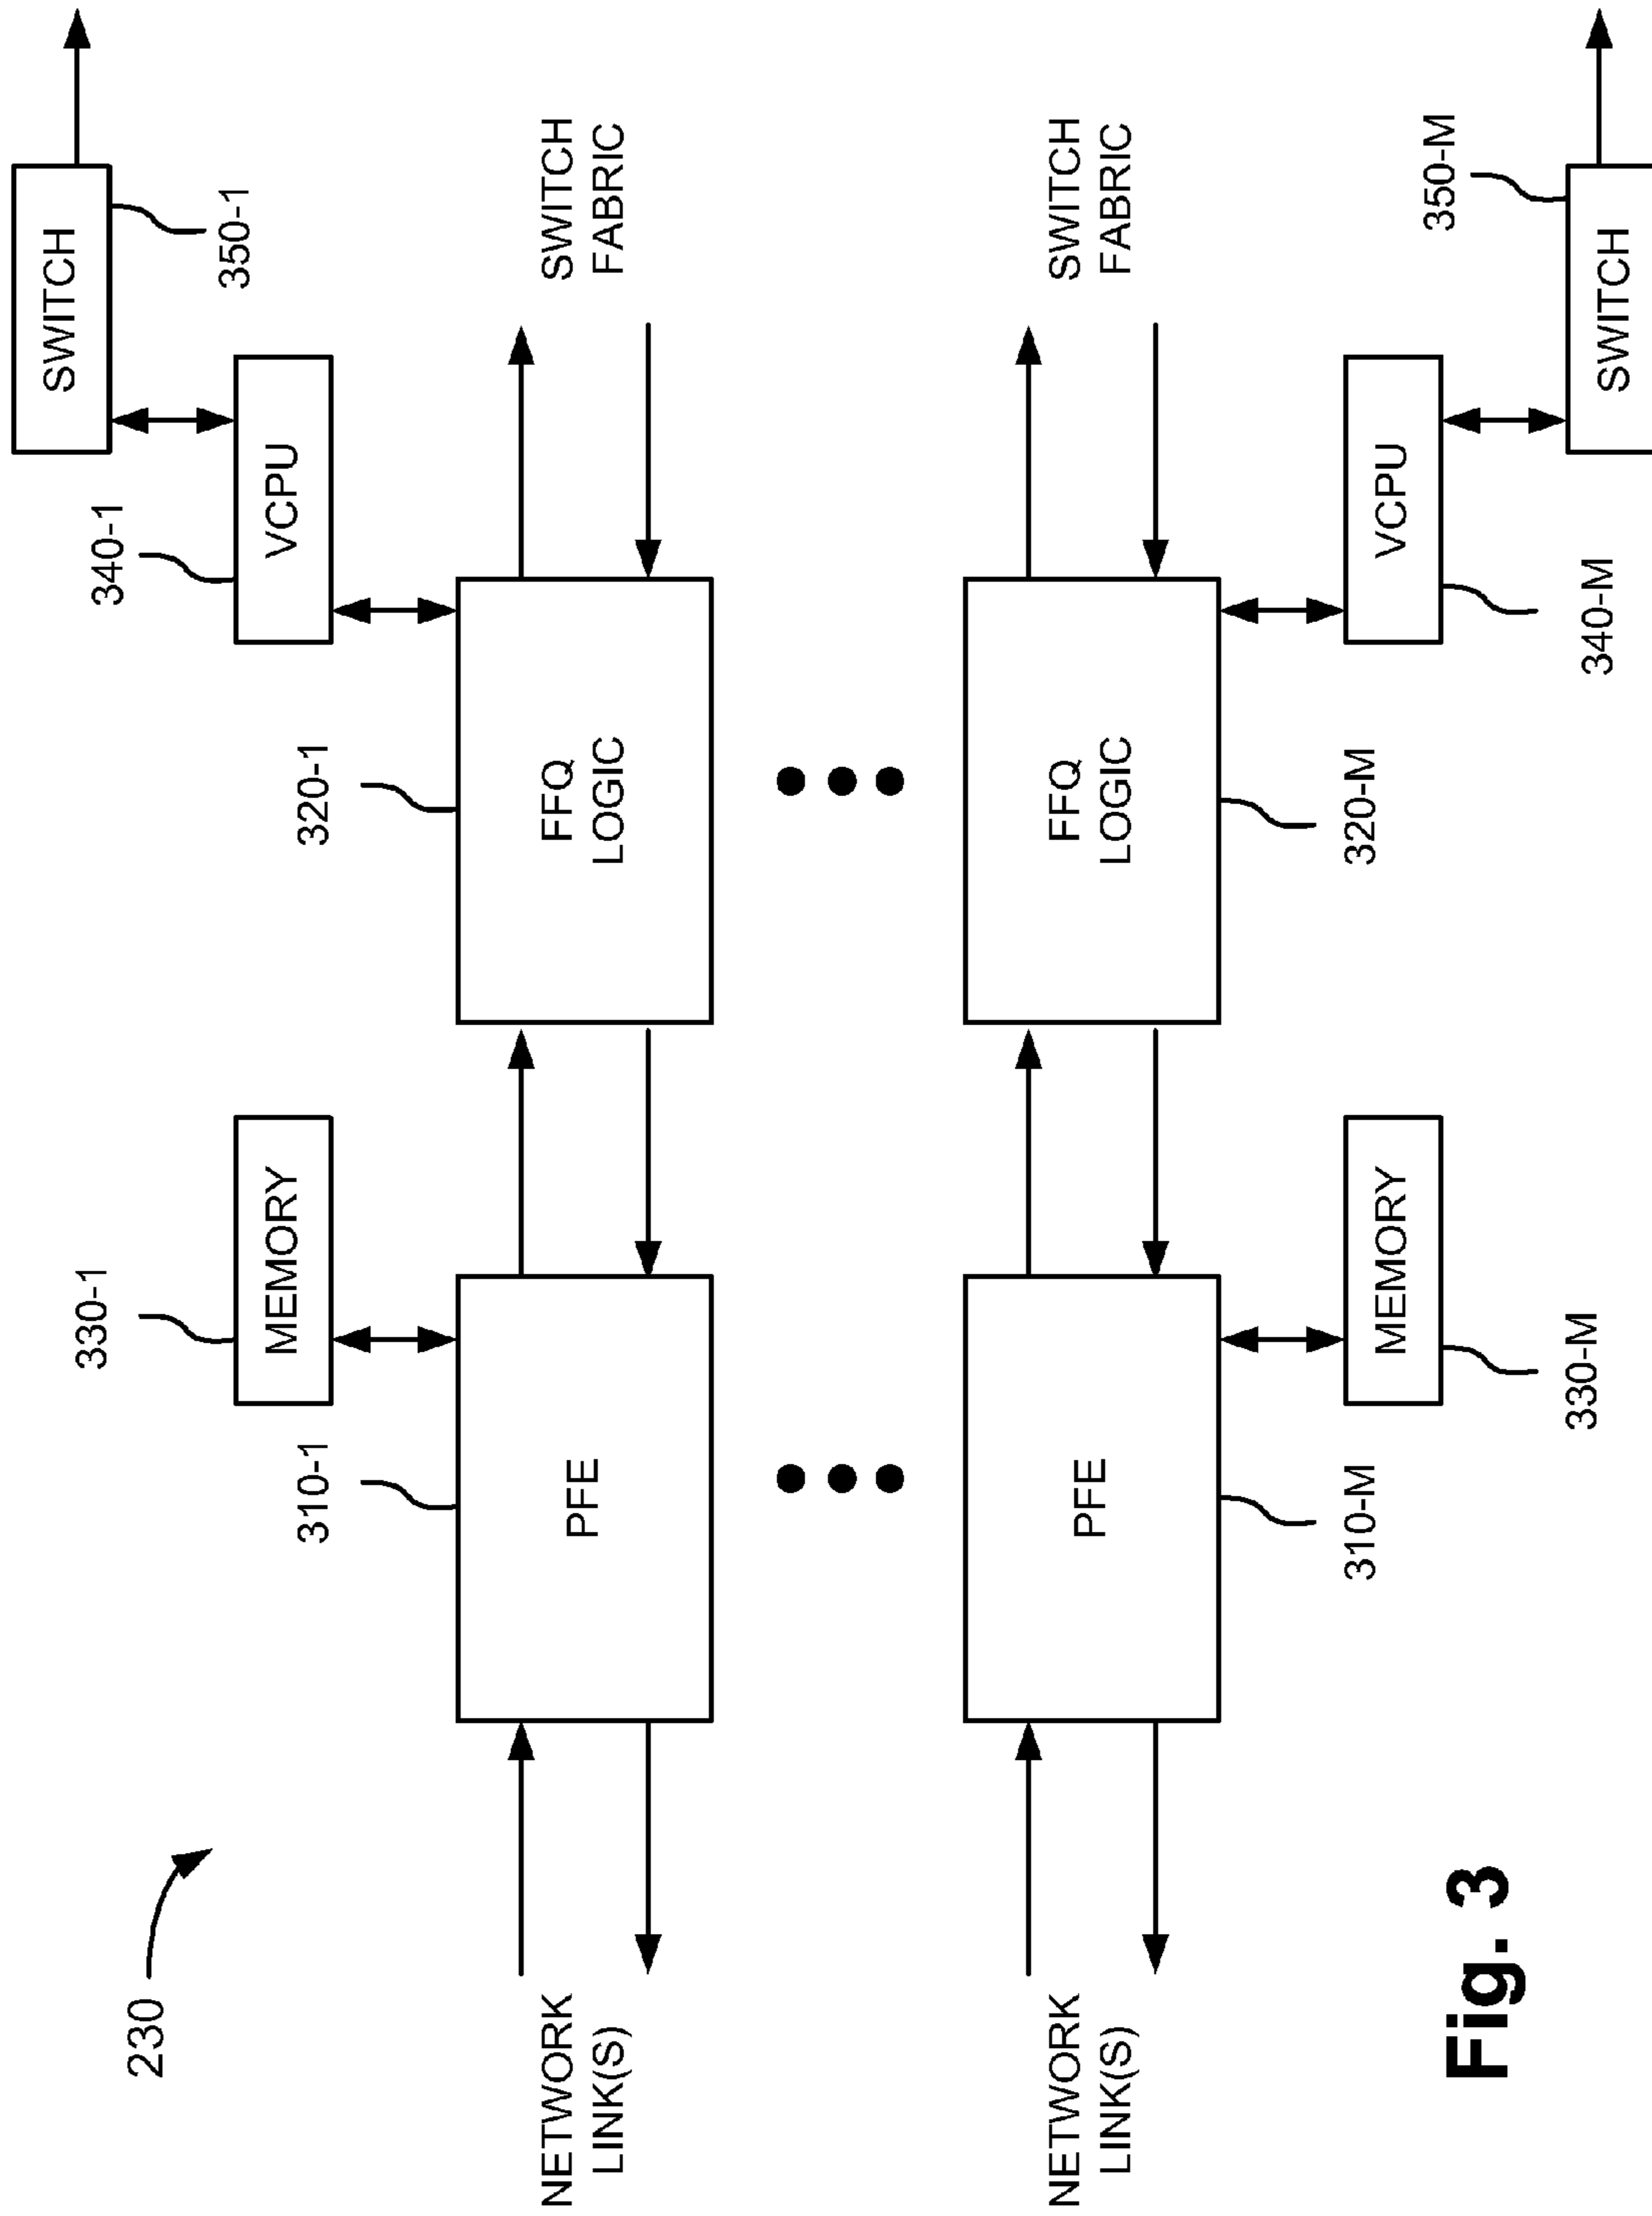 230
330-1
MEMORY
340-1
VCPU
SWITCH
350-1
310-1
320-1
NETWORK
LINK(S)
PFE
FFQ
LOGIC
SWITCH
FABRIC
NETWORK
LINK(S)
PFE
FFQ
LOGIC
SWITCH
FABRIC
310-M
320-M
MEMORY
330-M
VCPU
340-M
350-M
SWITCH
Fig. 3